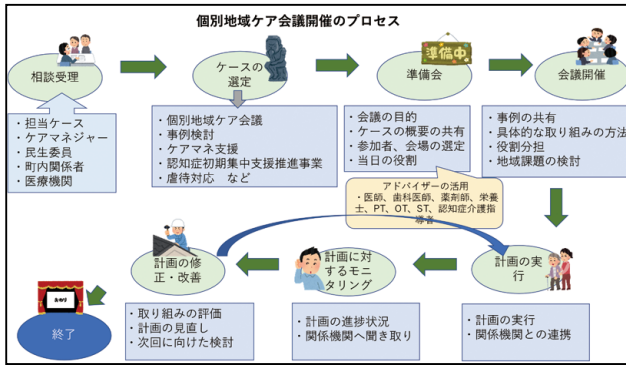 個別地域ケア会議開催のプロセス
相談受理
・担当ケース
・ケアマネジャー
・民生委員
・町内関係者
・医療機関
ケースの
選定
・個別地域ケア会議
・事例検討
・ケアマネ支援
・認知症初期集中支援推進事業
・虐待対応　など
準備中
準備会
・会議の目的
・ケースの概要の共有
・参加者、会場の選定
・当日の役割
会議開催
・事例の共有
・具体的な取り組みの方法
・役割分担
・地域課題の検討
アドバイザーの活用
・医師、歯科医師、薬剤師、栄養
士、PT、OT、ST、認知症介護指
導者
計画の実
行
・計画の実行
・関係機関との連携
計画に対
するモニ
タリング
・計画の進捗状況
・関係機関へ聞き取り
計画の修
正・改善
・取り組みの評価
・計画の見直し
・次回に向けた検討
おわり
終了